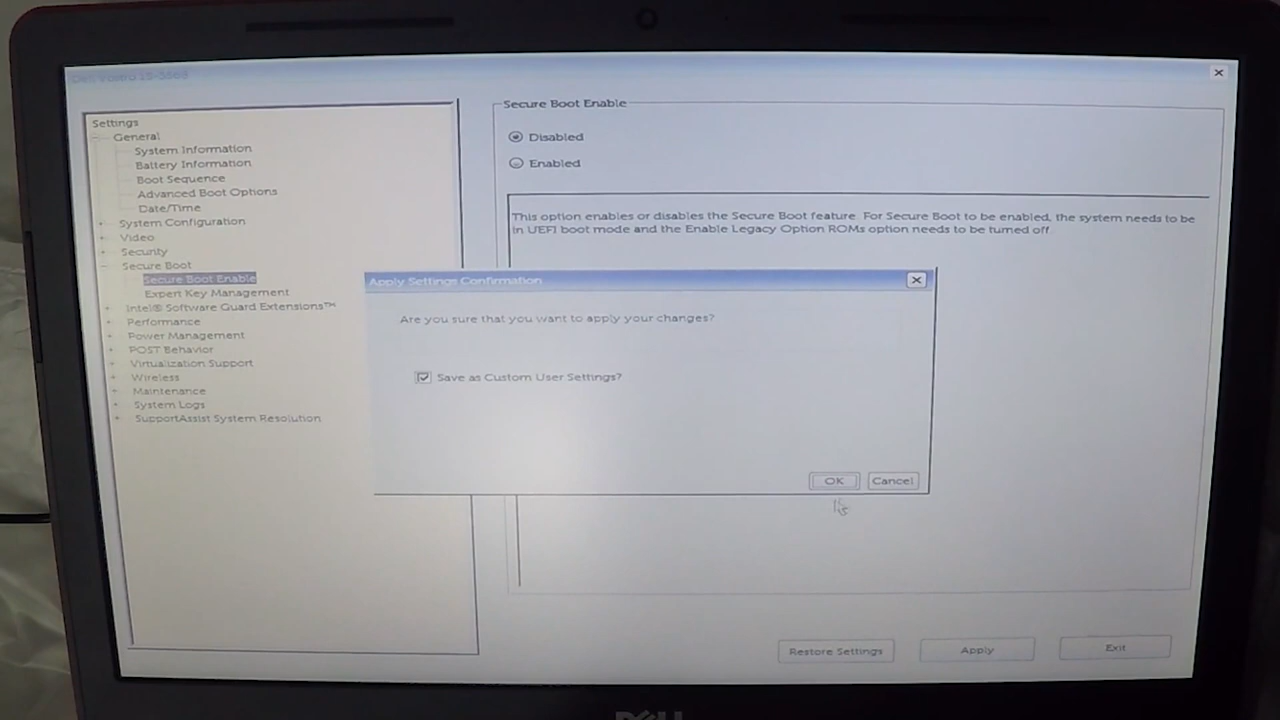 Dell Vostro 15-3568
Settings
General
System Information
Battery Information
Boot Sequence
Advanced Boot Options
Date/Time
System Configuration
Video
Security
Secure Boot
Secure Boot Enable
Expert Key Management
Intel® Software Guard Extensions™
Performance
Power Management
POST Behavior
Virtualization Support
Wireless
Maintenance
System Logs
SupportAssist System Resolution
Secure Boot Enable
Disabled
Enabled
This option enables or disables the Secure Boot feature. For Secure Boot to be enabled, the system needs to be
in UEFI boot mode and the Enable Legacy Option ROMs option needs to be turned off.
Apply Settings Confirmation
Are you sure that you want to apply your changes?
Save as Custom User Settings?
OK
Cancel
Restore Settings
Apply
Exit
DELL